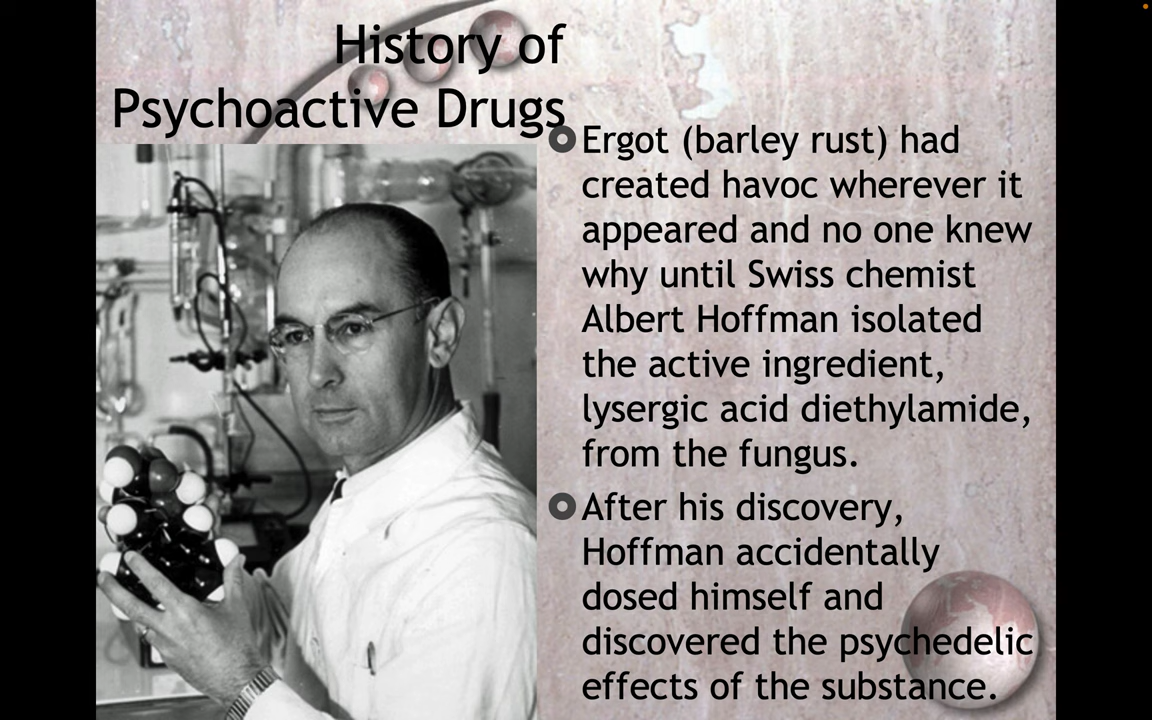 History of
Psychoactive Drugs
Ergot (barley rust) had
created havoc wherever it
appeared and no one knew
why until Swiss chemist
Albert Hoffman isolated
the active ingredient,
lysergic acid diethylamide,
from the fungus.
After his discovery,
Hoffman accidentally
dosed himself and
discovered the psychedelic
effects of the substance.